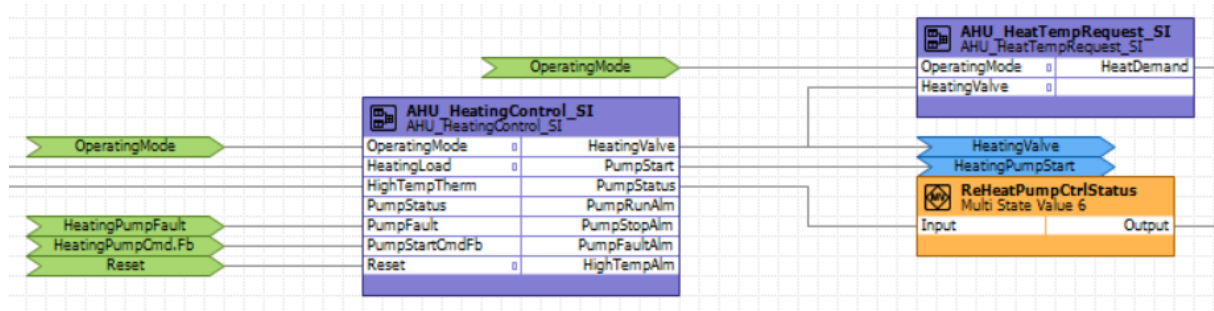 AHU_HeatTempRequest_SI
AHU_HeatTempRequest_SI
OperatingMode
OperatingMode HeatDemand
HeatingValve
AHU_HeatingControl_SI
AHU_HeatingControl_SI
OperatingMode
OperatingMode HeatingValve
HeatingValve
HeatingLoad PumpStart
HeatingPumpStart
HighTempTherm PumpStatus
ReHeatPumpCtrlStatus
Multi State Value 6
PumpStatus PumpRunAlm
HeatingPumpFault
PumpFault PumpStopAlm
Input Output
HeatingPumpCmd.Fb
PumpStartCmdFb PumpFaultAlm
Reset
Reset HighTempAlm